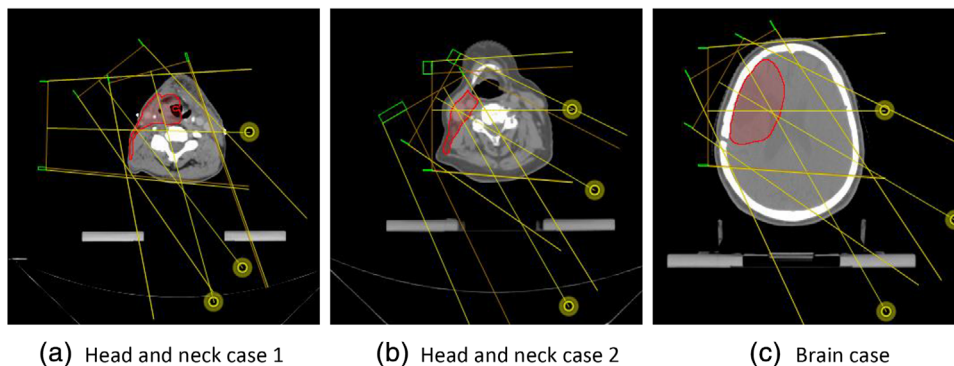 (a) Head and neck case 1
(b) Head and neck case 2
(c) Brain case